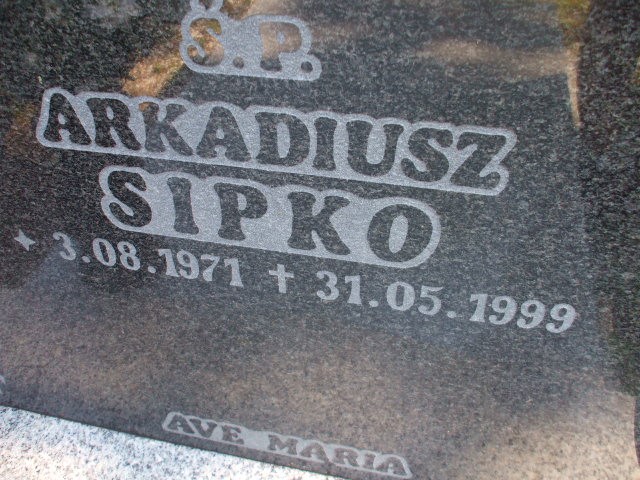 Ś.P.
ARKADIUSZ
SIPKO
3.08.1971 † 31.05.1999
AVE MARIA